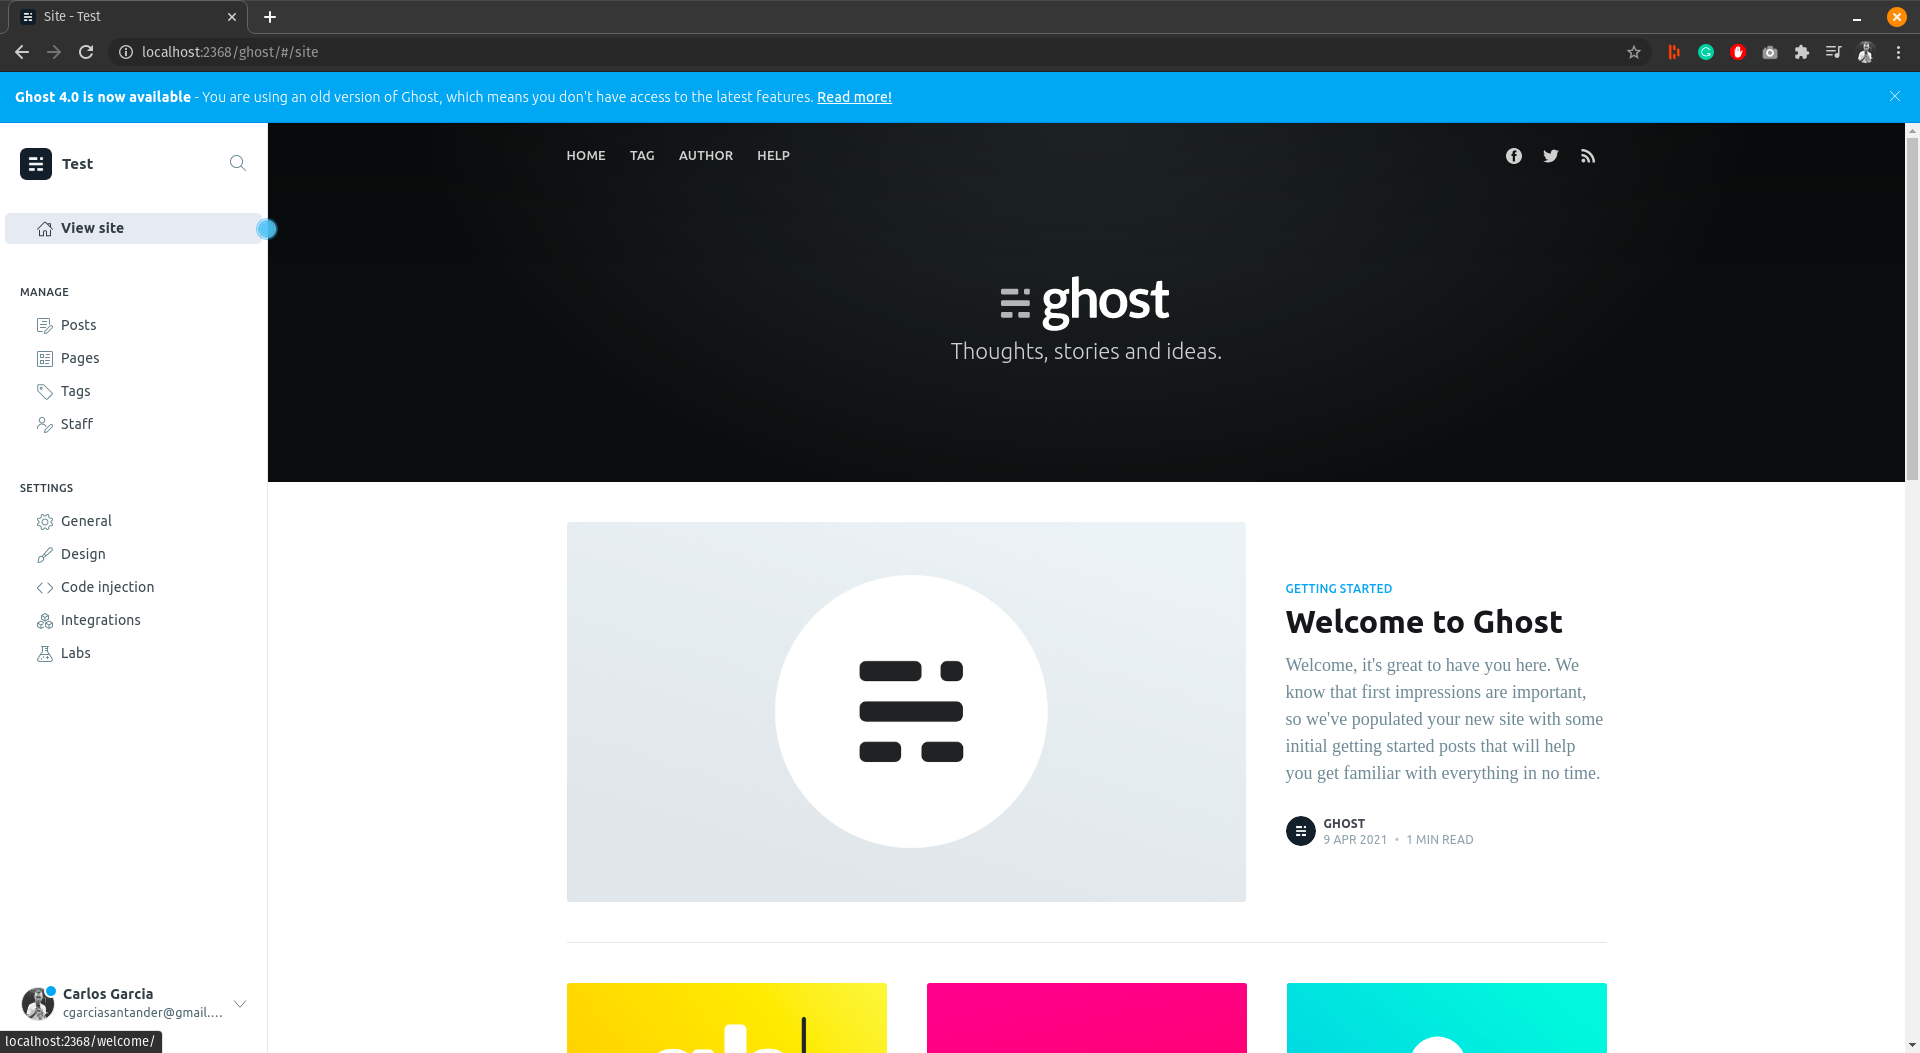 Site - Test
localhost:2368/ghost/#/site
Ghost 4.0 is now available - You are using an old version of Ghost, which means you don't have access to the latest features. Read more!
Test
View site
MANAGE
Posts
Pages
Tags
Staff
SETTINGS
General
Design
Code injection
Integrations
Labs
Carlos Garcia
cgarciasantander@gmail....
localhost:2368/welcome/
HOME TAG AUTHOR HELP
ghost
Thoughts, stories and ideas.
GETTING STARTED
Welcome to Ghost
Welcome, it's great to have you here. We
know that first impressions are important,
so we've populated your new site with some
initial getting started posts that will help
you get familiar with everything in no time.
GHOST
9 APR 2021 • 1 MIN READ